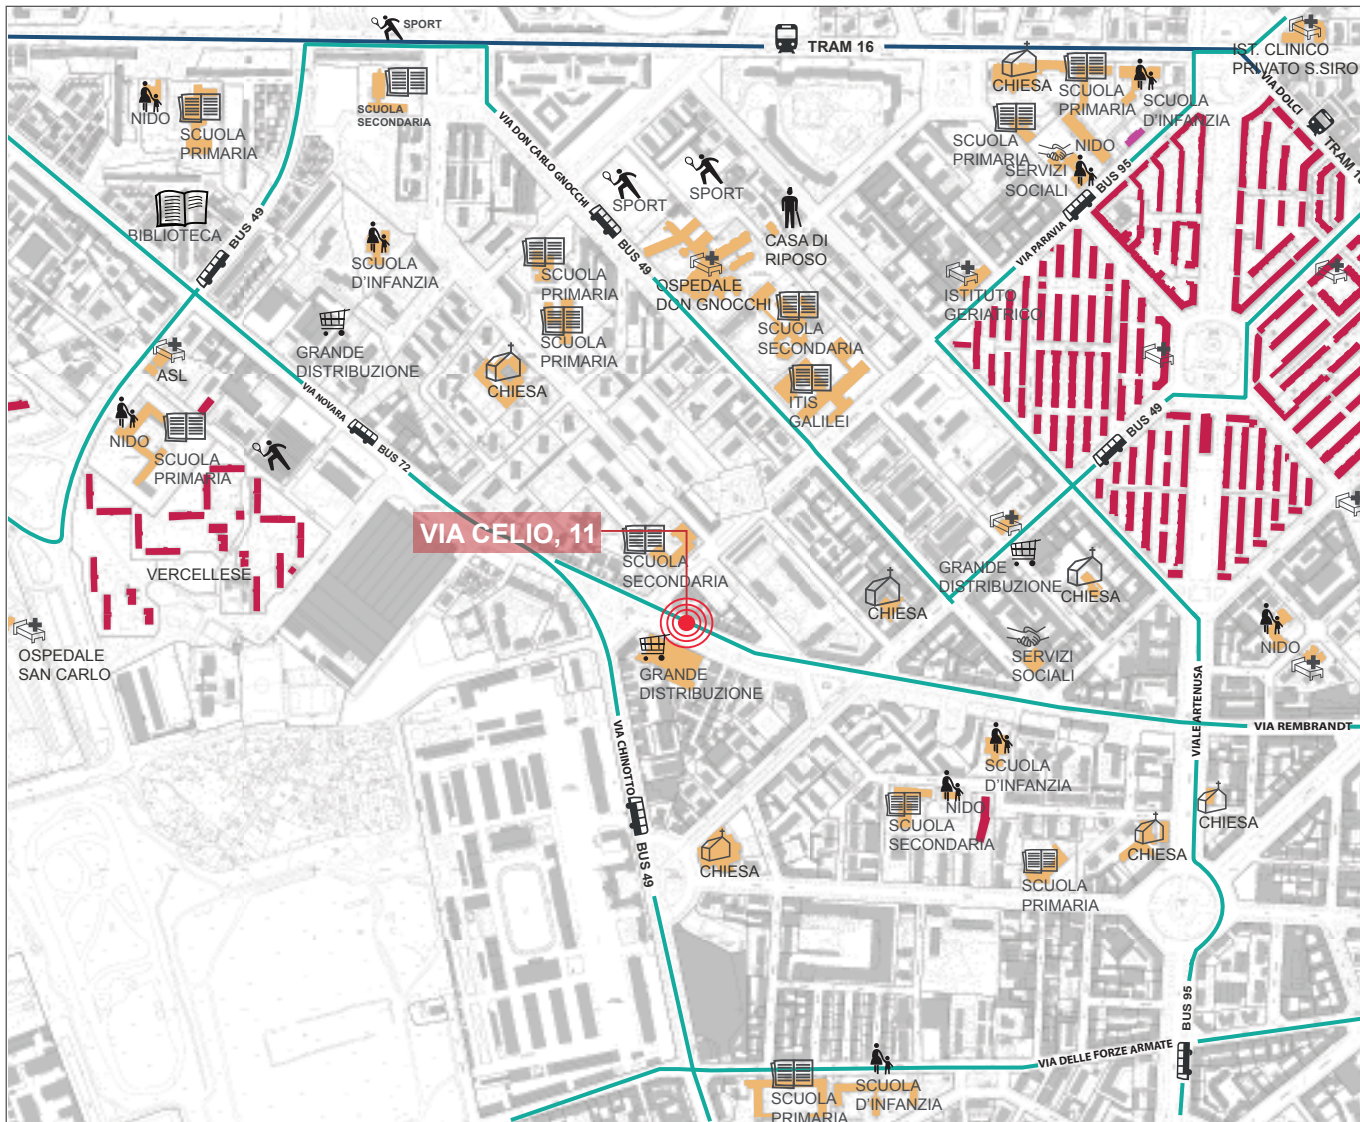 SPORT
TRAM 16
IST. CLINICO
PRIVATO S.SIRO
CHIESA
SCUOLA
PRIMARIA
SCUOLA
D'INFANZIA
VIA DOLCI
TRAM 16
NIDO
SCUOLA
PRIMARIA
SCUOLA
SECONDARIA
VIA DON CARLO GNOCCHI
SCUOLA
PRIMARIA
NIDO
SERVIZI
SOCIALI
BUS 95
VIA PARAVIA
SPORT
SPORT
BIBLIOTECA
BUS 49
SCUOLA
D'INFANZIA
BUS 49
CASA DI
RIPOSO
SCUOLA
PRIMARIA
OSPEDALE
DON GNOCCHI
ISTITUTO
GERIATRICO
SCUOLA
PRIMARIA
SCUOLA
SECONDARIA
GRANDE
DISTRIBUZIONE
ASL
CHIESA
VIA NOVARA
BUS 72
ITIS
GALILEI
BUS 49
NIDO
SCUOLA
PRIMARIA
VIA CELIO, 11
SCUOLA
SECONDARIA
VERCELLESE
GRANDE
DISTRIBUZIONE
CHIESA
CHIESA
OSPEDALE
SAN CARLO
GRANDE
DISTRIBUZIONE
SERVIZI
SOCIALI
NIDO
VIALE ARTENUSA
VIA REMBRANDT
VIA CHINOTTO
BUS 49
SCUOLA
D'INFANZIA
NIDO
SCUOLA
SECONDARIA
CHIESA
CHIESA
CHIESA
SCUOLA
PRIMARIA
BUS 95
VIA DELLE FORZE ARMATE
SCUOLA
PRIMARIA
SCUOLA
D'INFANZIA